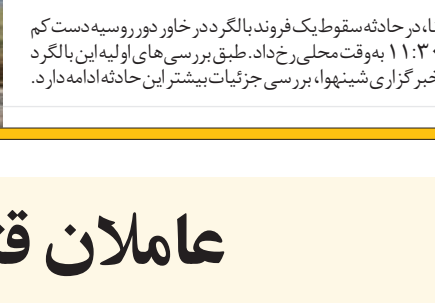 در حادثه سقوط یک فروند بالگرد در خاور دور روسیه دست کم
۱۱:۳۰ به‌وقت محلی رخ داد. طبق بررسی های اولیه این بالگرد
خبرگزاری شینهوا، بررسی جزئیات بیشتر این حادثه ادامه دارد.
عاملان